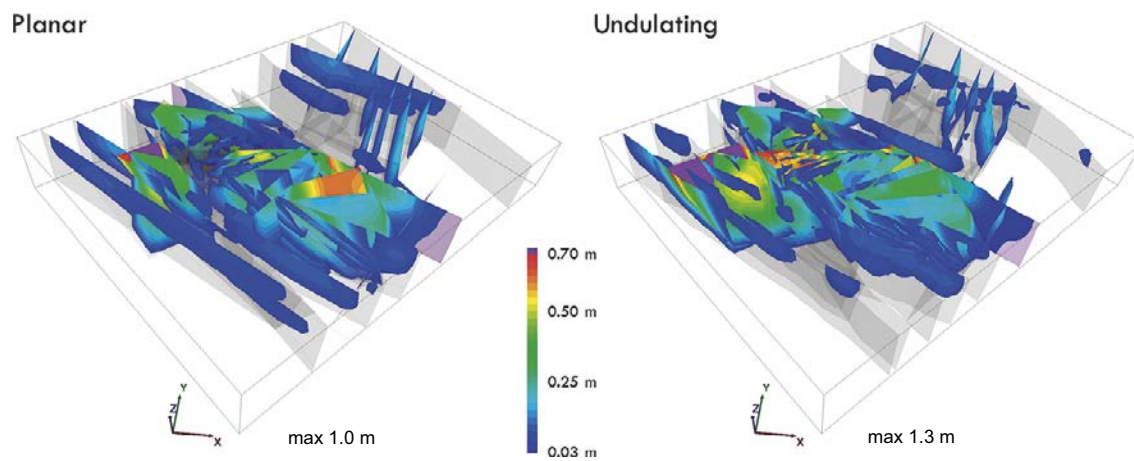 Planar
Undulating
0.70 m
0.50 m
0.25 m
0.03 m
Y
Z
X
max 1.0 m
Y
Z
X
max 1.3 m